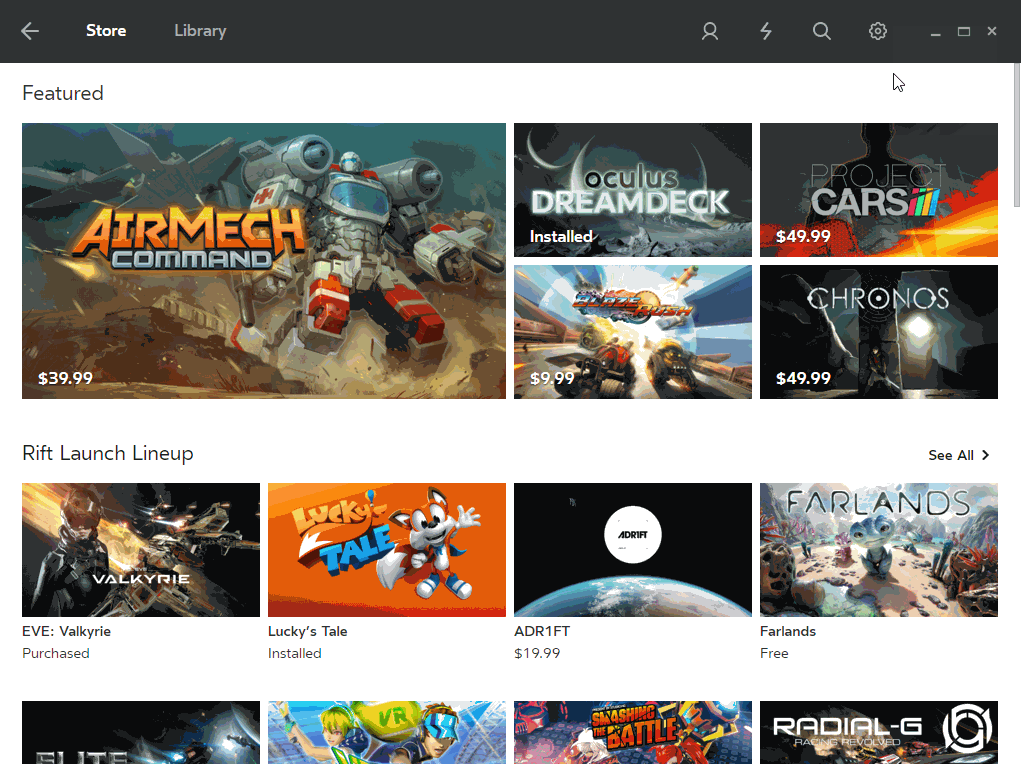 Store Library
Featured
AIRMECH
COMMAND
$39.99
oculus
DREAMDECK
Installed
PROJECT
CARS
$49.99
BLAZE RUSH
$9.99
CHRONOS
$49.99
Rift Launch Lineup
See All
EVE
VALKYRIE
LUCKY'S
TALE
ADR1FT
FARLANDS
EVE: Valkyrie
Purchased
Lucky’s Tale
Installed
ADR1FT
$19.99
Farlands
Free
ELITE
VR
SMASHING
THE BATTLE
RADIAL-G
RACING REVOLVED